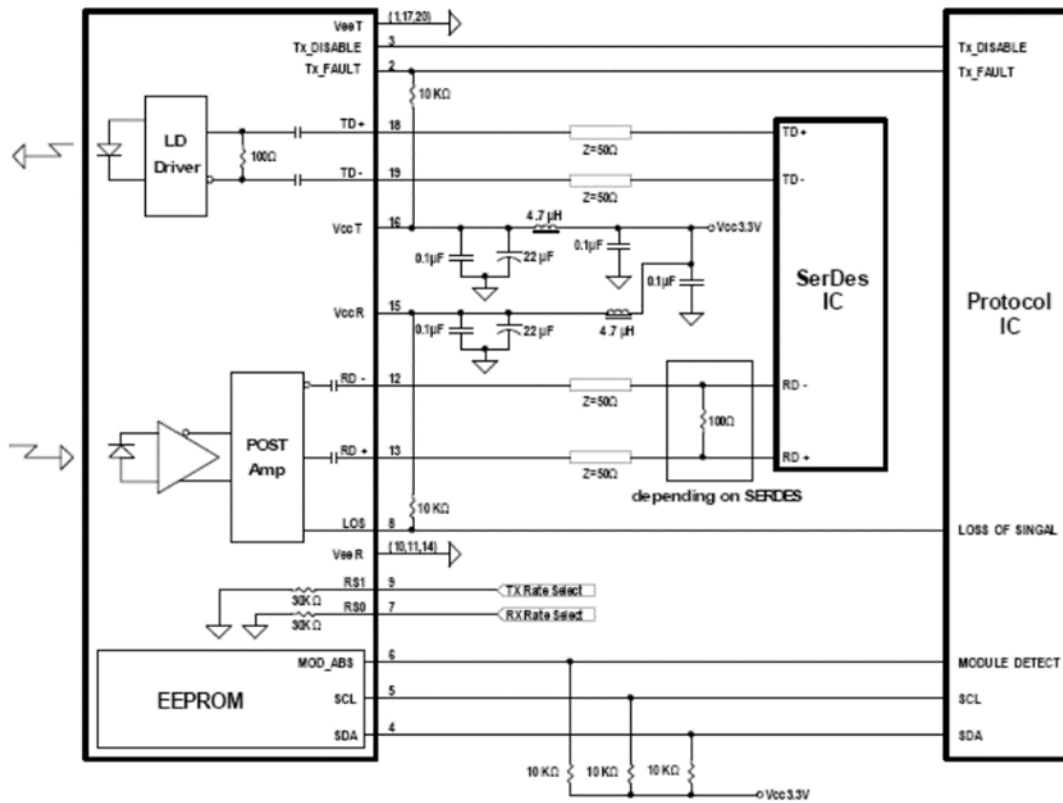 VeeT (1,17,20)
Tx_DISABLE 3 Tx_DISABLE
Tx_FAULT 2 Tx_FAULT
10 KΩ
LD Driver
100Ω
TD+ 18 Z=50Ω TD+
TD- 19 Z=50Ω TD-
VccT 16 4.7 µH Vcc3.3V
0.1µF 22 µF 0.1µF
0.1µF
VccR 15
0.1µF 22 µF 4.7 µH
SerDes IC
Protocol IC
RD - 12 Z=50Ω RD -
100Ω
POST Amp
RD + 13 Z=50Ω RD +
depending on SERDES
10 KΩ
LOS 8 LOSS OF SINGAL
VeeR (10,11,14)
RS1 9 TX Rate Select
30KΩ
RS0 7 RX Rate Select
30KΩ
MOD_ABS 6 MODULE DETECT
EEPROM
SCL 5 SCL
SDA 4 SDA
10 KΩ 10 KΩ 10 KΩ
Vcc3.3V